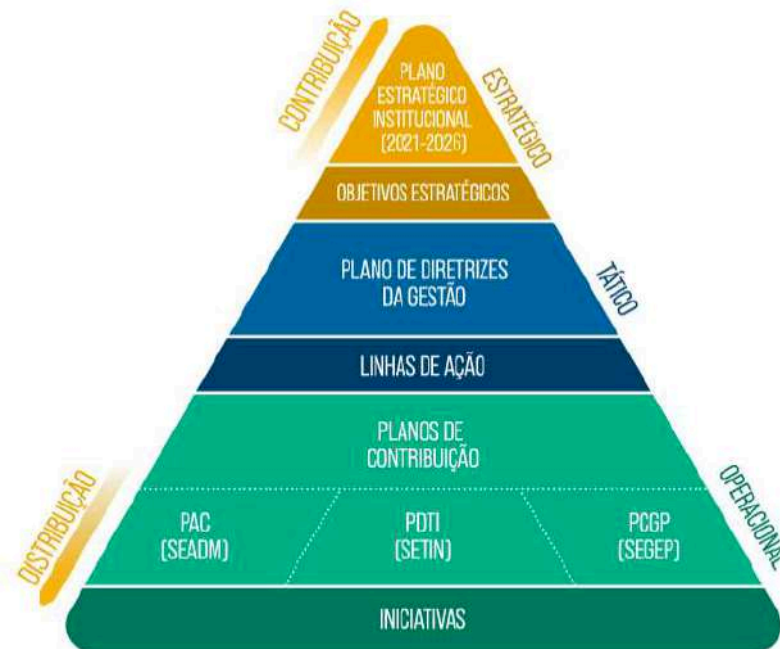 CONTRIBUIÇÃO
PLANO
ESTRATÉGICO
INSTITUCIONAL
(2021-2026)
ESTRATÉGICO
OBJETIVOS ESTRATÉGICOS
PLANO DE DIRETRIZES
DA GESTÃO
TÁTICO
LINHAS DE AÇÃO
PLANOS DE
CONTRIBUIÇÃO
DISTRIBUIÇÃO
PAC
(SEADM)
PDTI
(SETIN)
PCGP
(SEGEP)
OPERACIONAL
INICIATIVAS